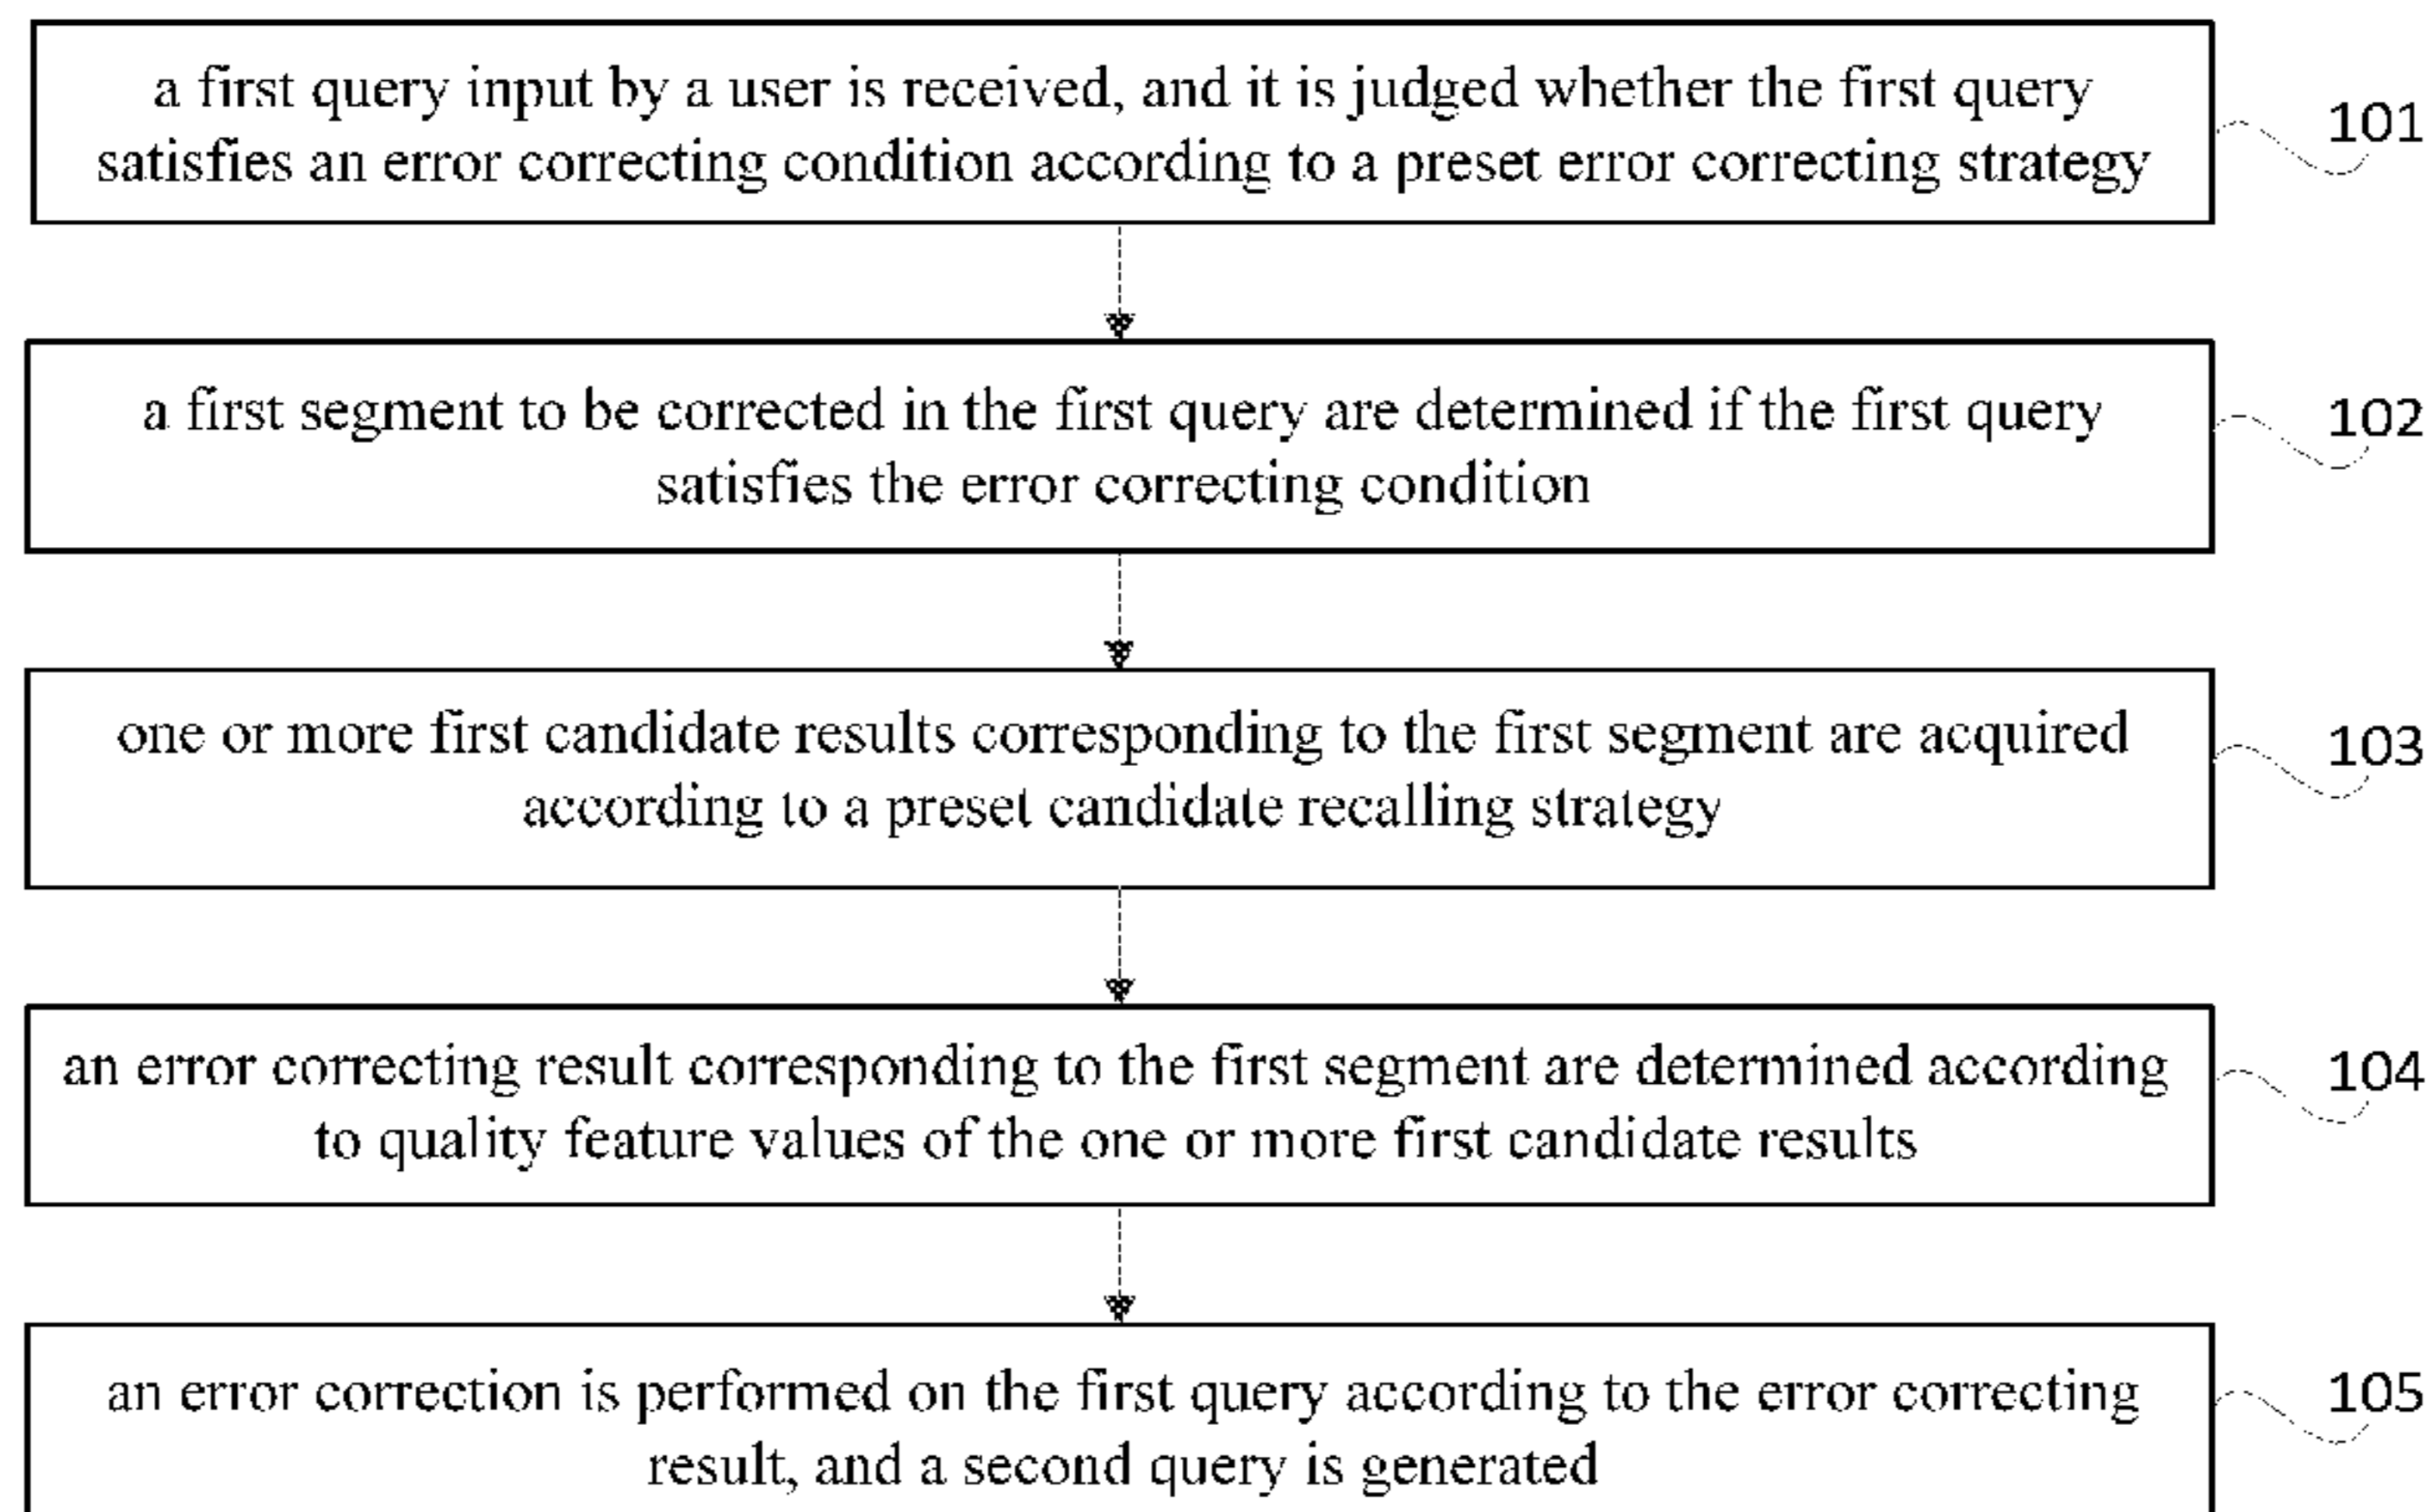 a first query input by a user is received, and it is judged whether the first query
satisfies an error correcting condition according to a preset error correcting strategy
101
a first segment to be corrected in the first query are determined if the first query
satisfies the error correcting condition
102
one or more first candidate results corresponding to the first segment are acquired
according to a preset candidate recalling strategy
103
an error correcting result corresponding to the first segment are determined according
to quality feature values of the one or more first candidate results
104
an error correction is performed on the first query according to the error correcting
result, and a second query is generated
105